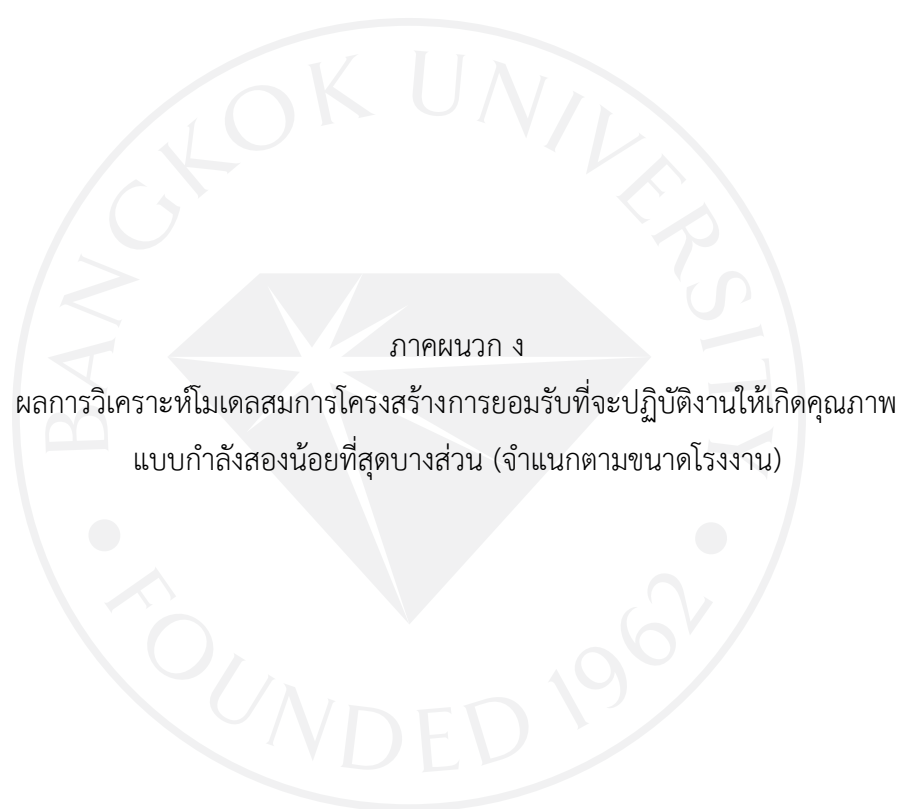 BANGKOK UNIVERSITY
ภาคผนวก ง
ผลการวิเคราะห์โมเดลสมการโครงสร้างการยอมรับที่จะปฏิบัติงานให้เกิดคุณภาพ
แบบกำลังสองน้อยที่สุดบางส่วน (จำแนกตามขนาดโรงงาน)
FOUNDED 1962